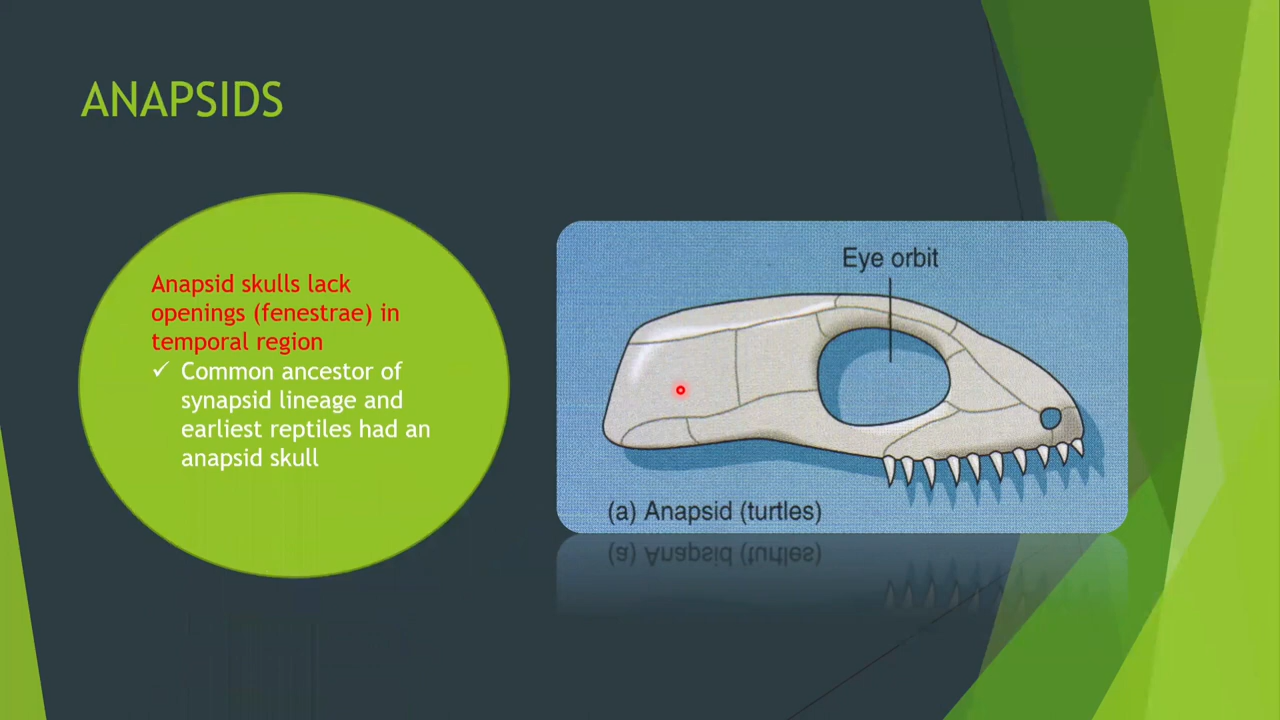 ANAPSIDS
Anapsid skulls lack
openings (fenestrae) in
temporal region
✓ Common ancestor of
synapsid lineage and
earliest reptiles had an
anapsid skull
Eye orbit
(a) Anapsid (turtles)